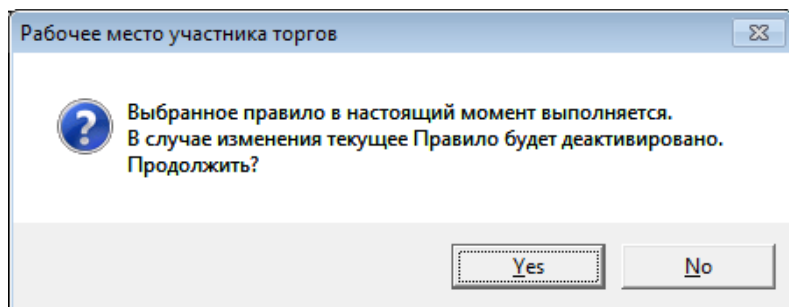 Рабочее место участника торгов
Выбранное правило в настоящий момент выполняется.
В случае изменения текущее Правило будет деактивировано.
Продолжить?
Yes
No